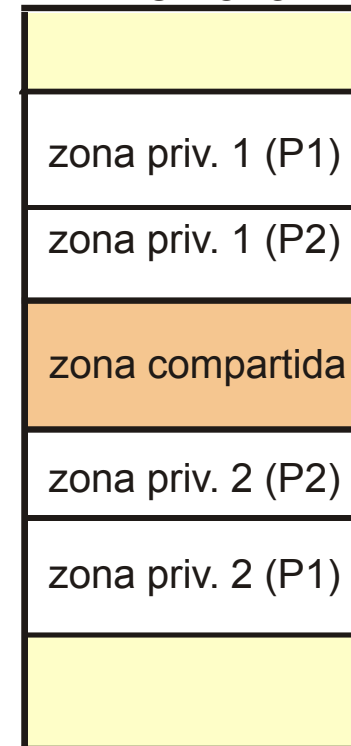 zona priv. 1 (P1)
zona priv. 1 (P2)
zona compartida
zona priv. 2 (P2)
zona priv. 2 (P1)